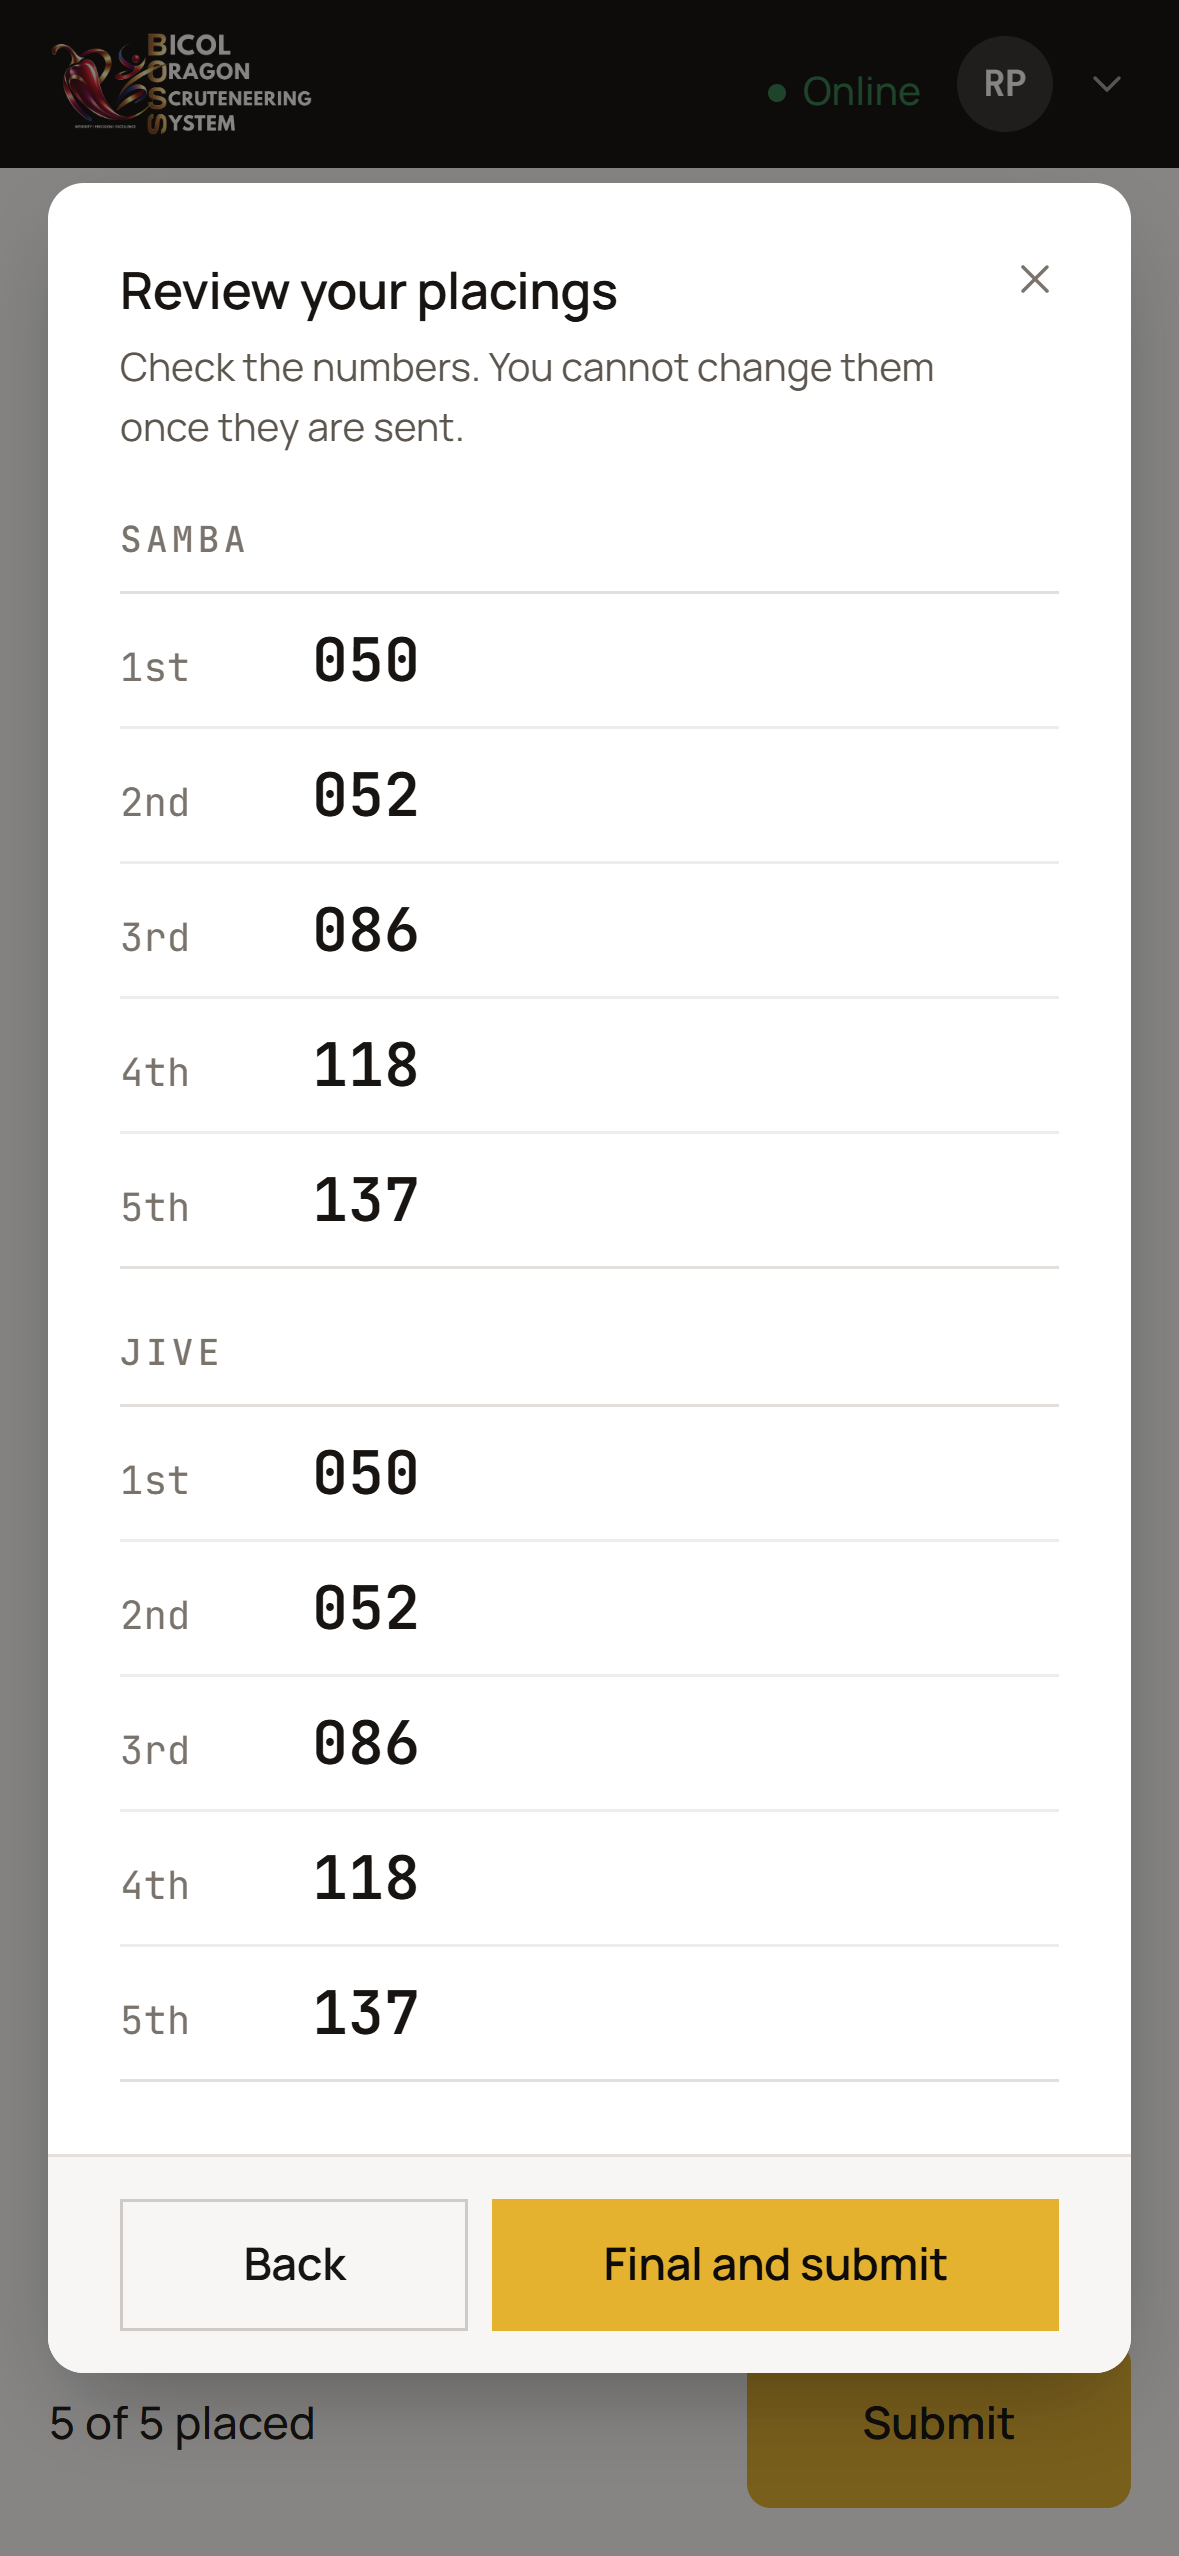 BICOL
ORAGON
SCRUTENEERING
SYSTEM
Online
RP
Review your placings
Check the numbers. You cannot change them
once they are sent.
SAMBA
1st 050
2nd 052
3rd 086
4th 118
5th 137
JIVE
1st 050
2nd 052
3rd 086
4th 118
5th 137
Back Final and submit
5 of 5 placed Submit